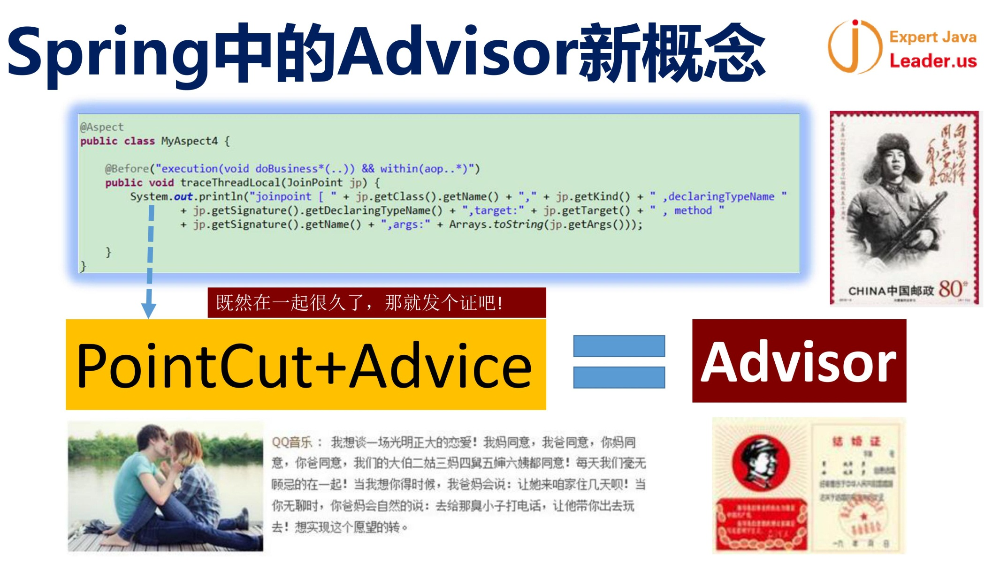 Spring中的Advisor新概念
Expert Java
Leader.us
@Aspect
public class MyAspect4 {
@Before("execution(void doBusiness*(..)) && within(aop..*)")
public void traceThreadLocal(JoinPoint jp) {
System.out.println("joinpoint [ " + jp.getClass().getName() + "," + jp.getKind() + " ,declaringTypeName "
+ jp.getSignature().getDeclaringTypeName() + ",target:" + jp.getTarget() + " , method "
+ jp.getSignature().getName() + ",args:" + Arrays.toString(jp.getArgs()));
}
}
向雷锋
同志学习
毛泽东
CHINA中国邮政 80分
既然在一起很久了，那就发个证吧！
PointCut+Advice
Advisor
QQ音乐： 我想谈一场光明正大的恋爱！我妈同意，我爸同意，你妈同
意，你爸同意，我们的大伯二姑三妈四舅五婶六姨都同意！每天我们毫无
顾忌的在一起！当我想你得时候，我爸妈会说：让她来咱家住几天呗！当
你无聊时，你爸妈会自然的说：去给那臭小子打电话，让他带你出去玩
去！想实现这个愿望的转。
结婚证